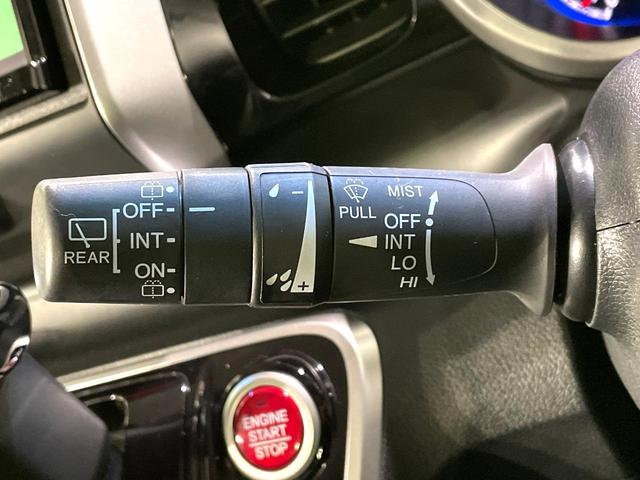 REAR
OFF
INT
ON
−
+
PULL
MIST
OFF
INT
LO
HI
ENGINE
START
STOP